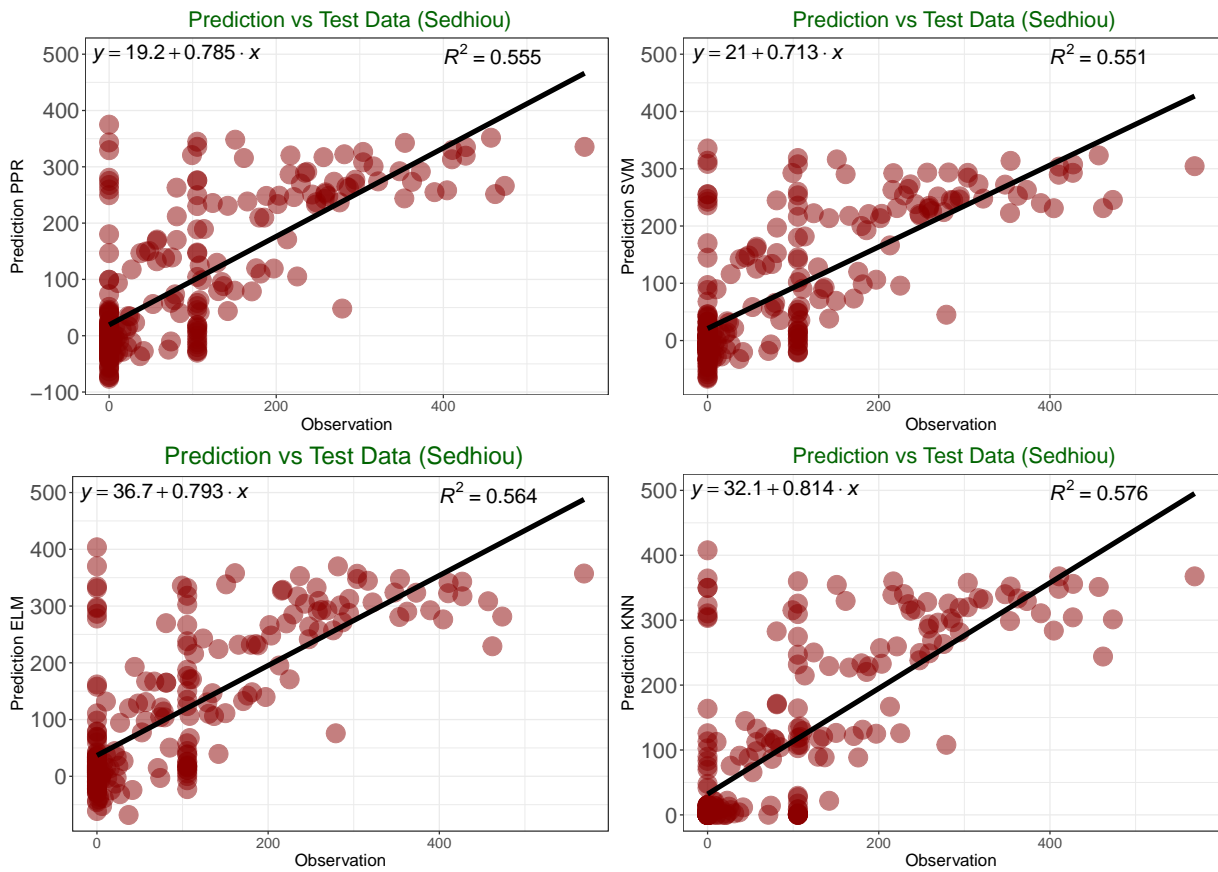 Prediction vs Test Data (Sedhiou)
y = 19.2 + 0.785 · x
R² = 0.555
Prediction PPR
500
400
300
200
100
0
−100
0 200 400
Observation
Prediction vs Test Data (Sedhiou)
y = 21 + 0.713 · x
R² = 0.551
Prediction SVM
500
400
300
200
100
0
0 200 400
Observation
Prediction vs Test Data (Sedhiou)
y = 36.7 + 0.793 · x
R² = 0.564
Prediction ELM
500
400
300
200
100
0
0 200 400
Observation
Prediction vs Test Data (Sedhiou)
y = 32.1 + 0.814 · x
R² = 0.576
Prediction KNN
500
400
300
200
100
0
0 200 400
Observation